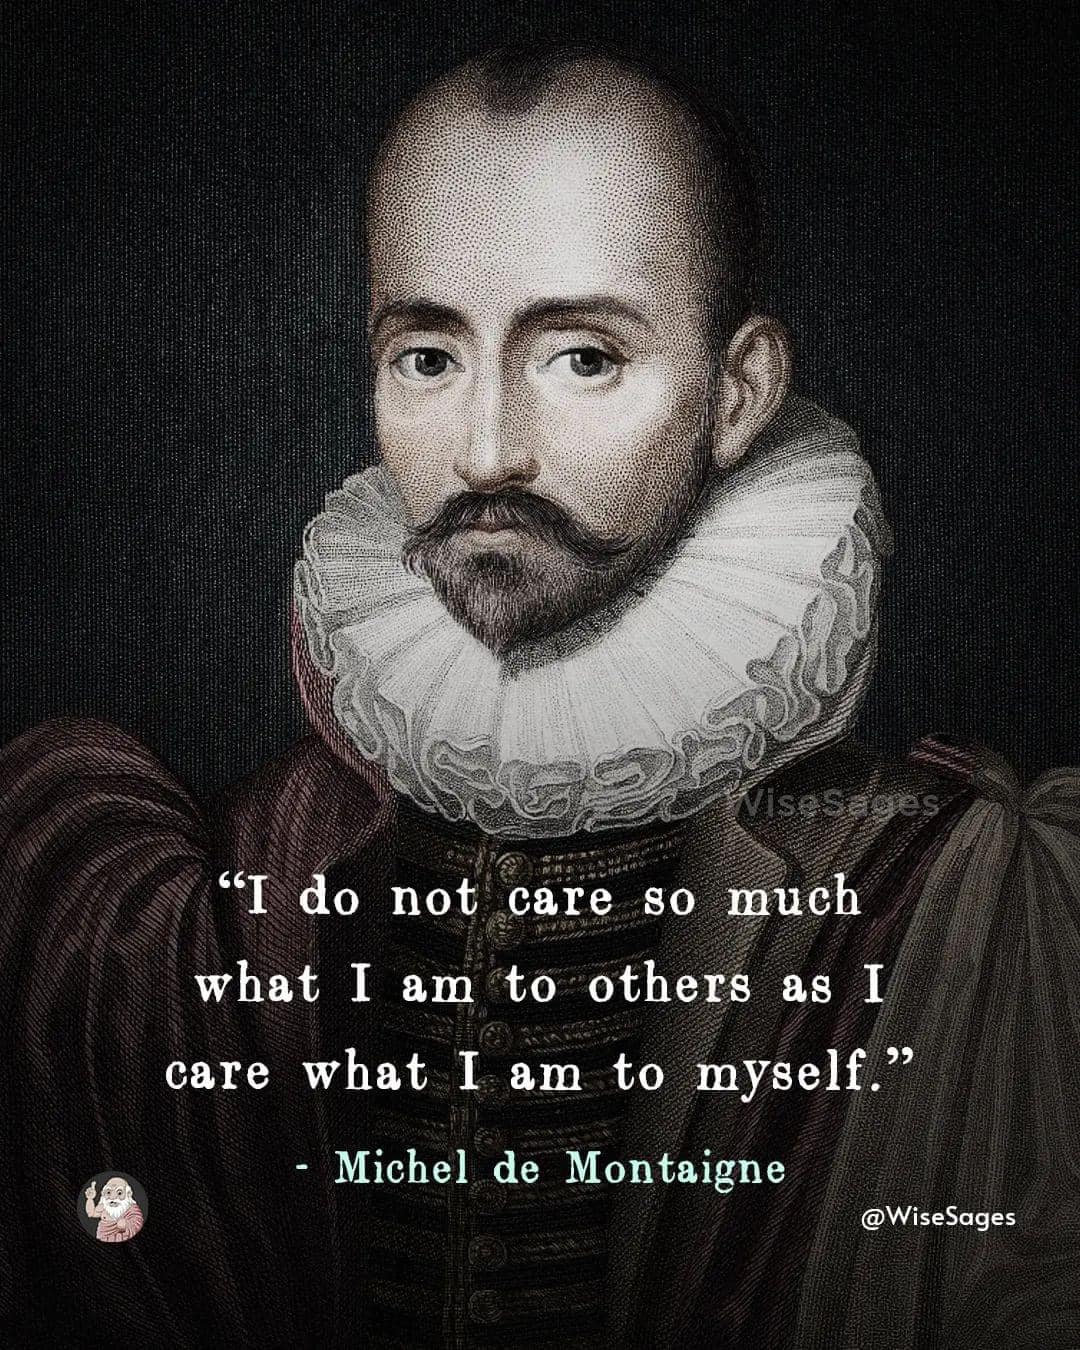 WiseSages
“I do not care so much
what I am to others as I
care what I am to myself.”
- Michel de Montaigne
@WiseSages